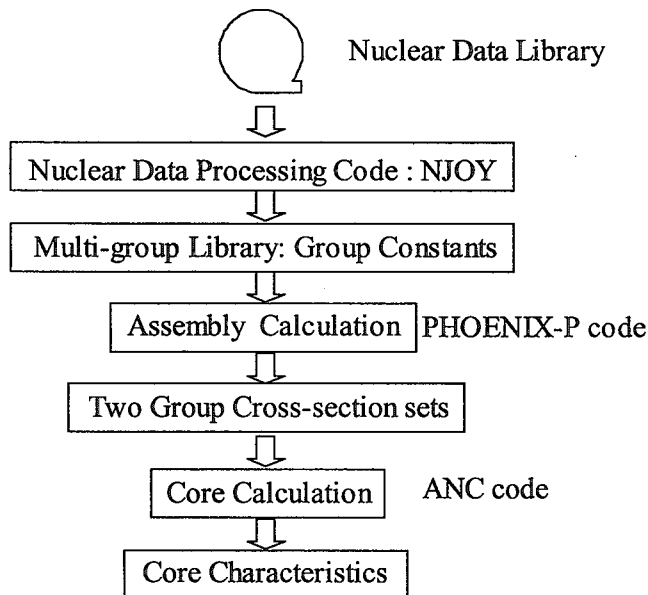 Nuclear Data Library
Nuclear Data Processing Code : NJOY
Multi-group Library: Group Constants
Assembly Calculation
PHOENIX-P code
Two Group Cross-section sets
Core Calculation
ANC code
Core Characteristics